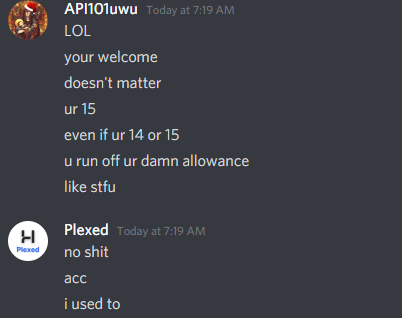 API101uwu Today at 7:19 AM
LOL
your welcome
doesn't matter
ur 15
even if ur 14 or 15
u run off ur damn allowance
like stfu
Plexed Today at 7:19 AM
H
Plexed
no shit
acc
i used to